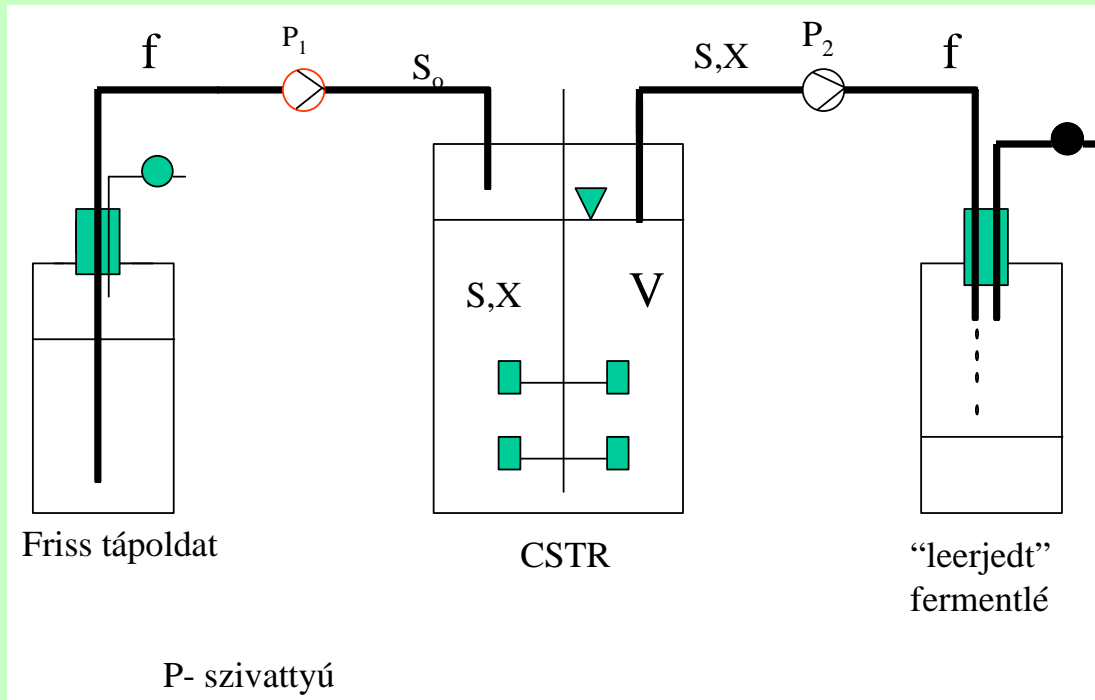 f
P₁
Sₒ
S,X
P₂
f
S,X
V
Friss tápoldat
CSTR
“leerjedt”
fermentlé
P- szivattyú